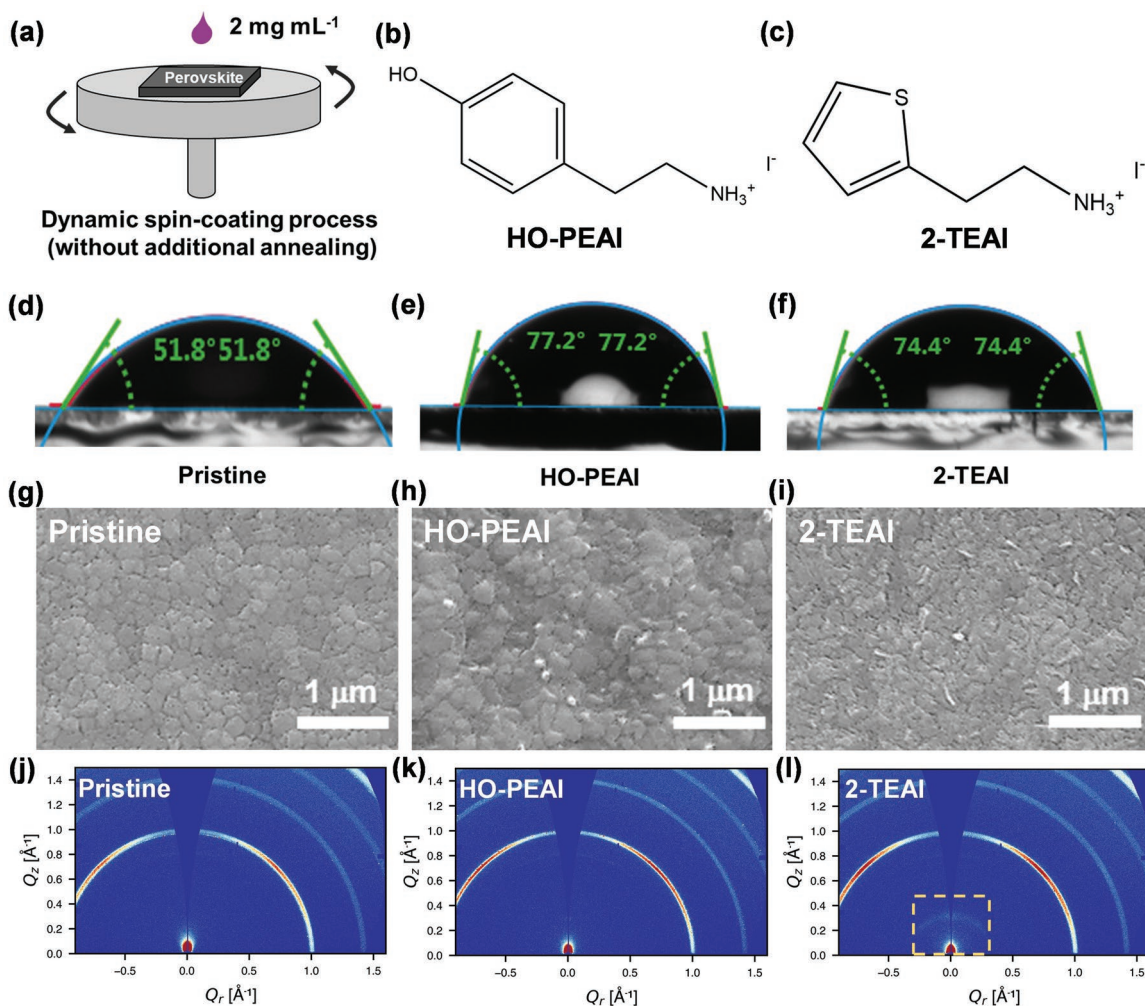 (a)
2 mg mL⁻¹
Perovskite
Dynamic spin-coating process
(without additional annealing)
(b)
HO
NH₃⁺
I⁻
HO-PEAI
(c)
S
NH₃⁺
I⁻
2-TEAI
(d)
51.8° 51.8°
Pristine
(e)
77.2° 77.2°
HO-PEAI
(f)
74.4° 74.4°
2-TEAI
(g)
Pristine
1 μm
(h)
HO-PEAI
1 μm
(i)
2-TEAI
1 μm
(j)
Pristine
Q_z [Å⁻¹]
1.4
1.2
1.0
0.8
0.6
0.4
0.2
0.0
−0.5 0.0 0.5 1.0 1.5
Q_r [Å⁻¹]
(k)
HO-PEAI
Q_z [Å⁻¹]
1.4
1.2
1.0
0.8
0.6
0.4
0.2
0.0
−0.5 0.0 0.5 1.0 1.5
Q_r [Å⁻¹]
(l)
2-TEAI
Q_z [Å⁻¹]
1.4
1.2
1.0
0.8
0.6
0.4
0.2
0.0
−0.5 0.0 0.5 1.0 1.5
Q_r [Å⁻¹]